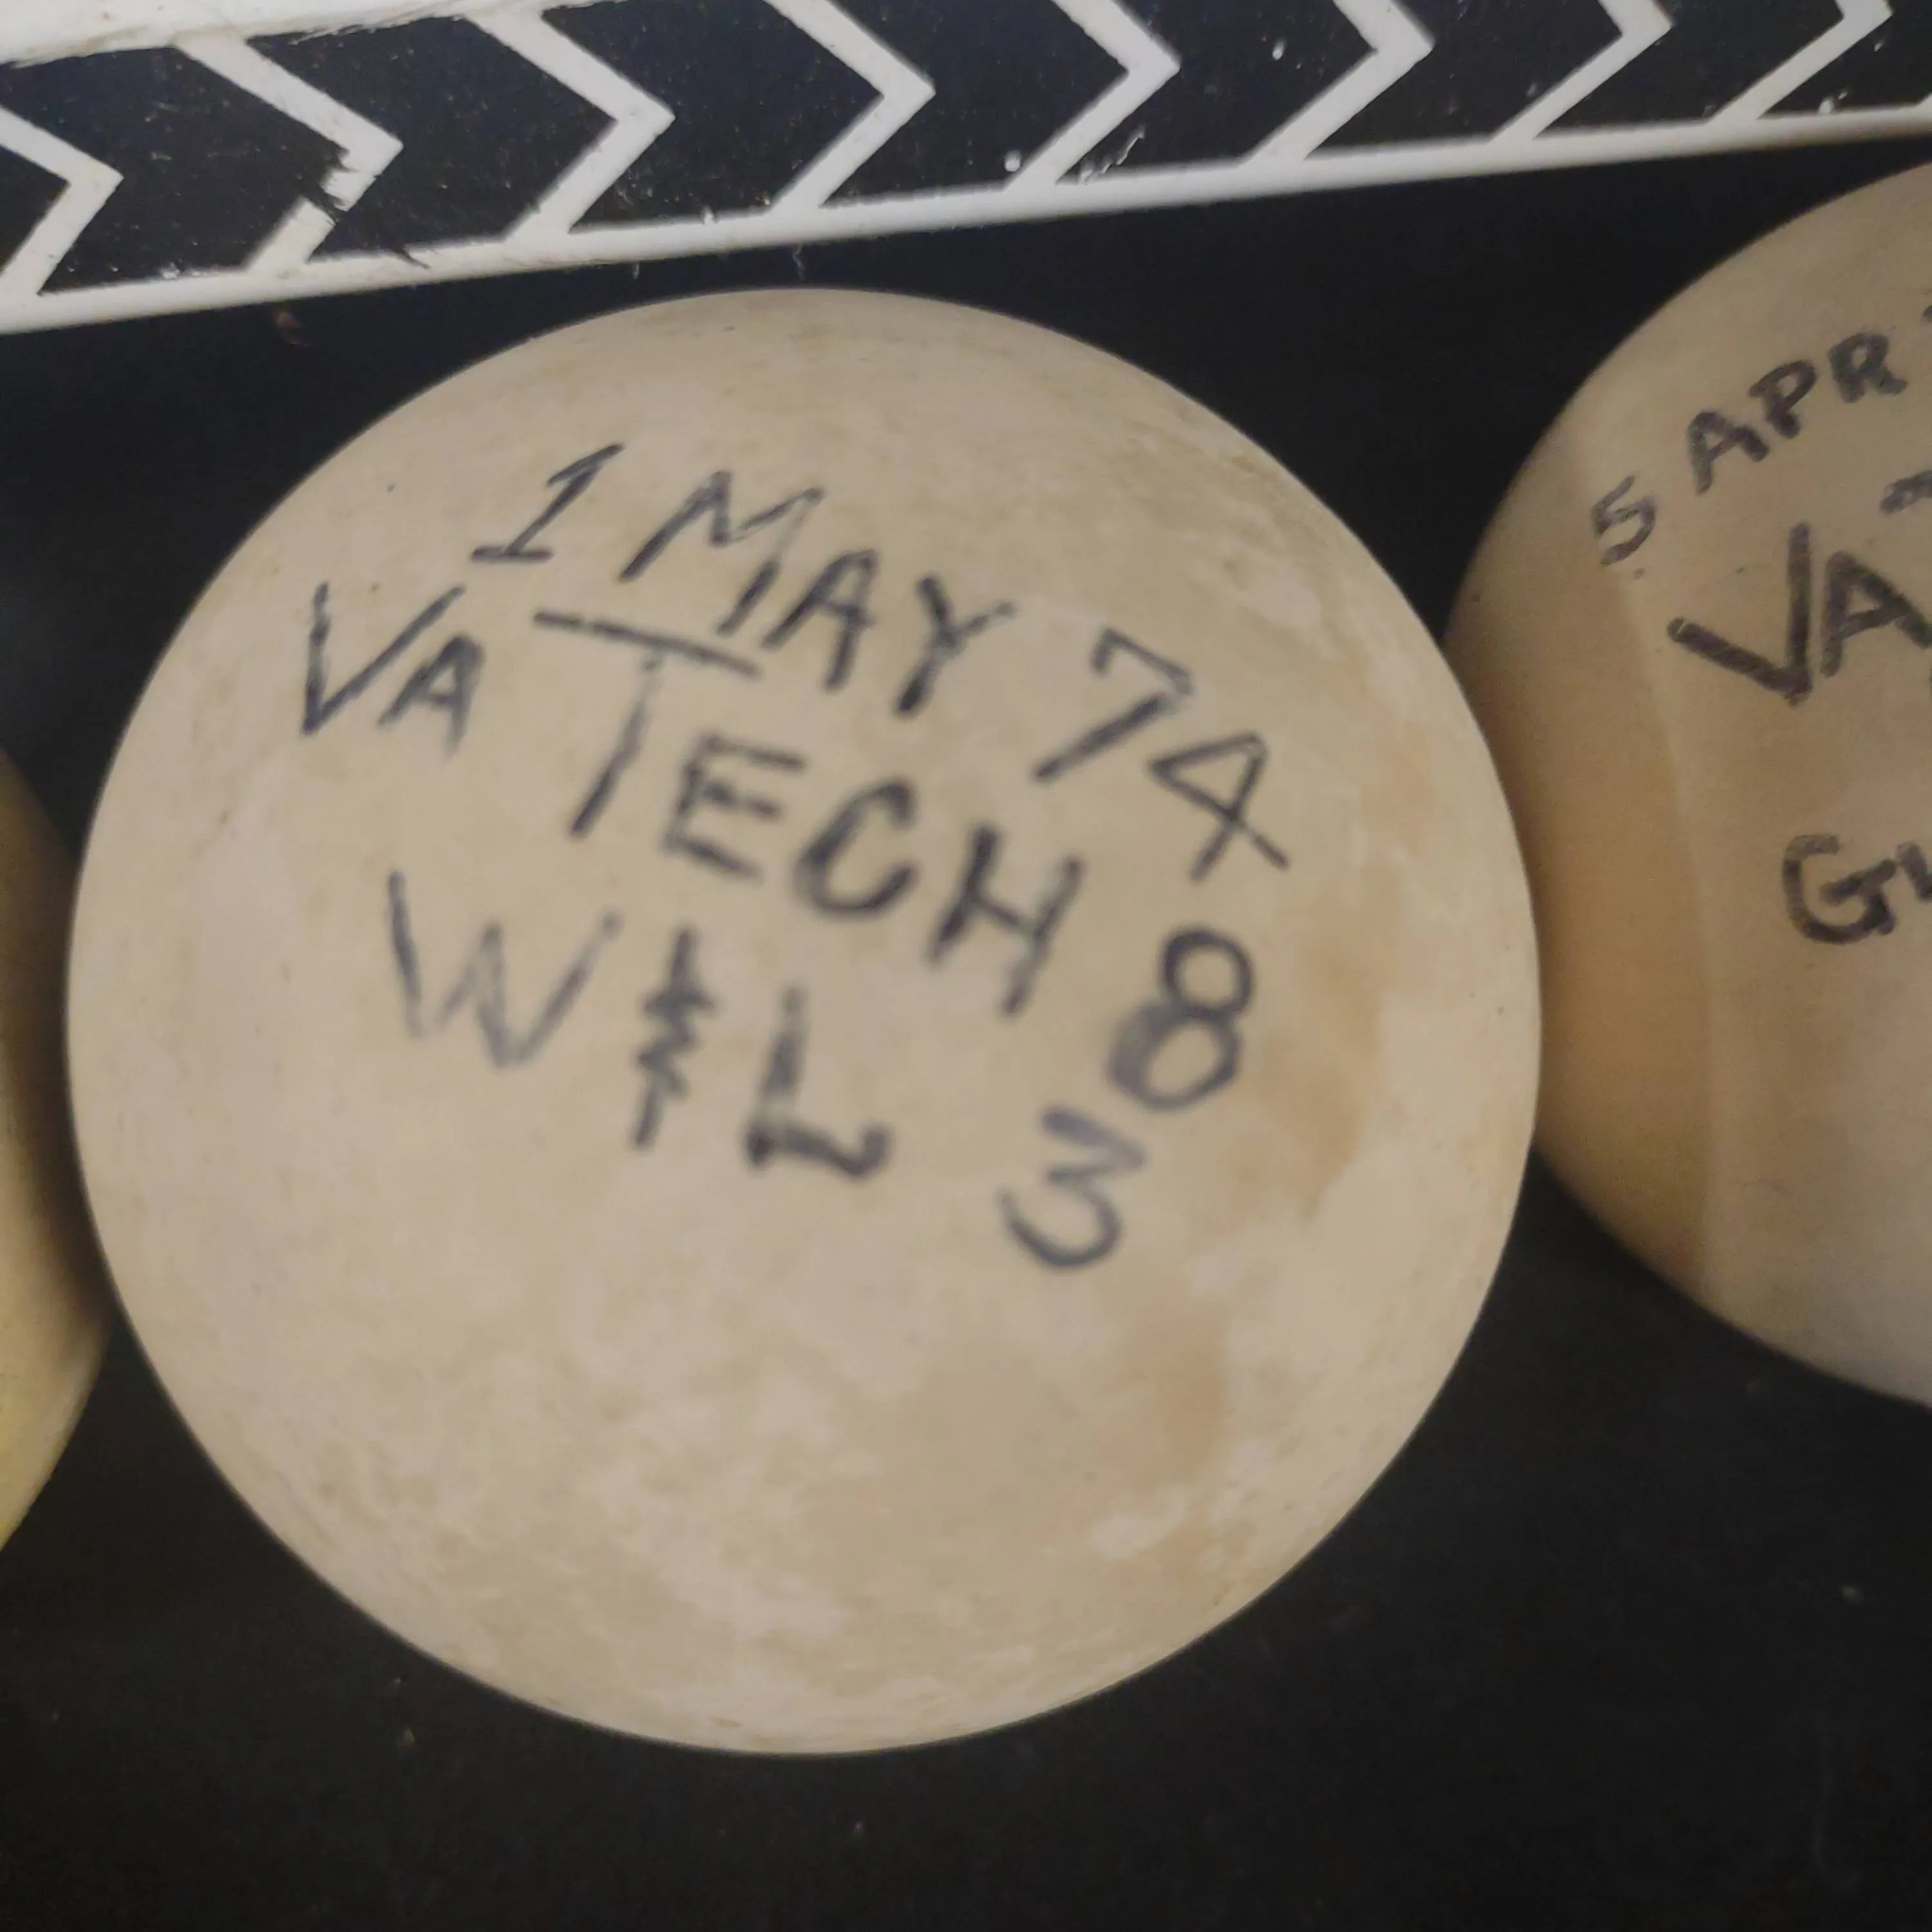 1 MAY 74
VA TECH 8
W & L 3
5 APR
VA